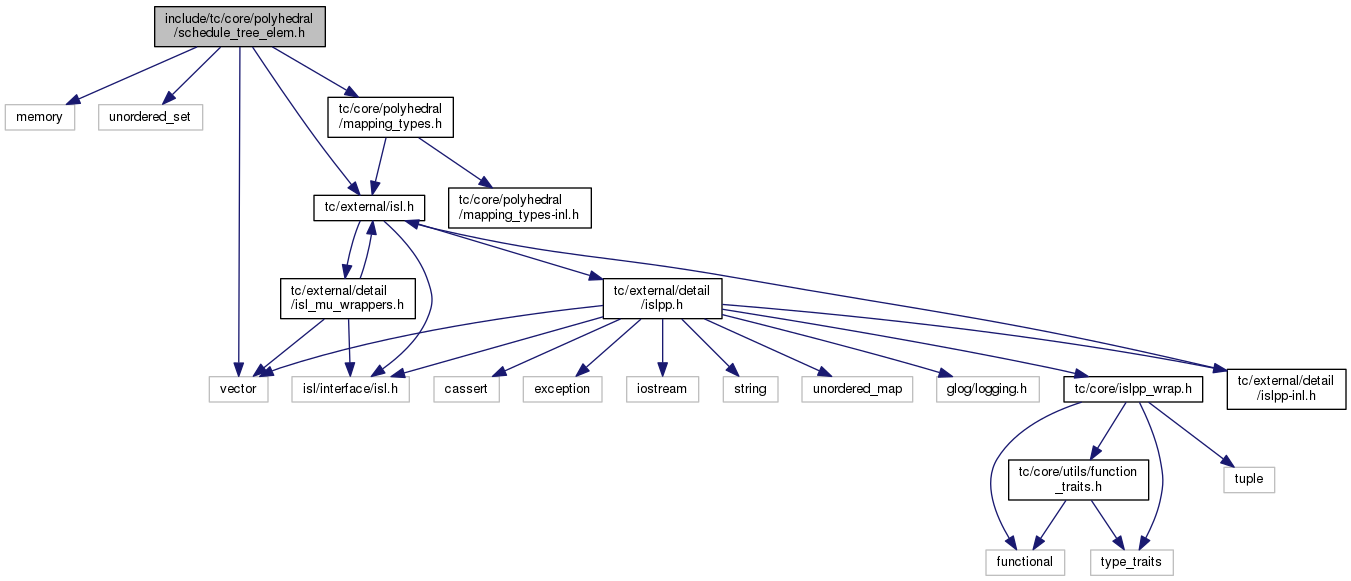 include/tc/core/polyhedral
/schedule_tree_elem.h
memory
unordered_set
tc/core/polyhedral
/mapping_types.h
tc/external/isl.h
tc/core/polyhedral
/mapping_types-inl.h
tc/external/detail
/isl_mu_wrappers.h
tc/external/detail
/islpp.h
vector
isl/interface/isl.h
cassert
exception
iostream
string
unordered_map
glog/logging.h
tc/core/islpp_wrap.h
tc/external/detail
/islpp-inl.h
tc/core/utils/function
_traits.h
tuple
functional
type_traits